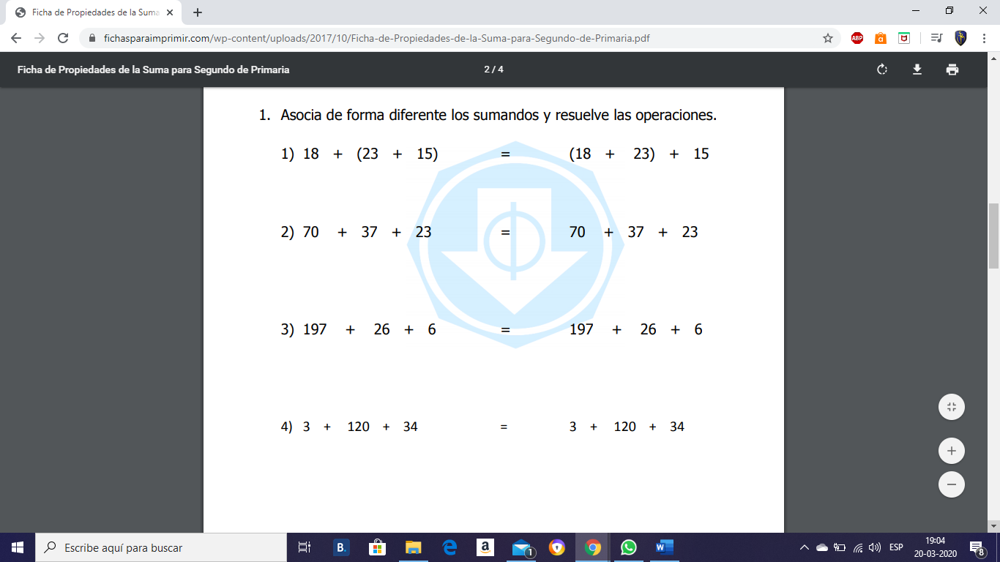 Ficha de Propiedades de la Suma
fichasparaimprimir.com/wp-content/uploads/2017/10/Ficha-de-Propiedades-de-la-Suma-para-Segundo-de-Primaria.pdf
ABP
a
Ficha de Propiedades de la Suma para Segundo de Primaria
2 / 4
1. Asocia de forma diferente los sumandos y resuelve las operaciones.
1) 18 + (23 + 15) = (18 + 23) + 15
2) 70 + 37 + 23 = 70 + 37 + 23
3) 197 + 26 + 6 = 197 + 26 + 6
4) 3 + 120 + 34 = 3 + 120 + 34
Escribe aquí para buscar
B.
a
1
W
ESP
19:04
20-03-2020
8